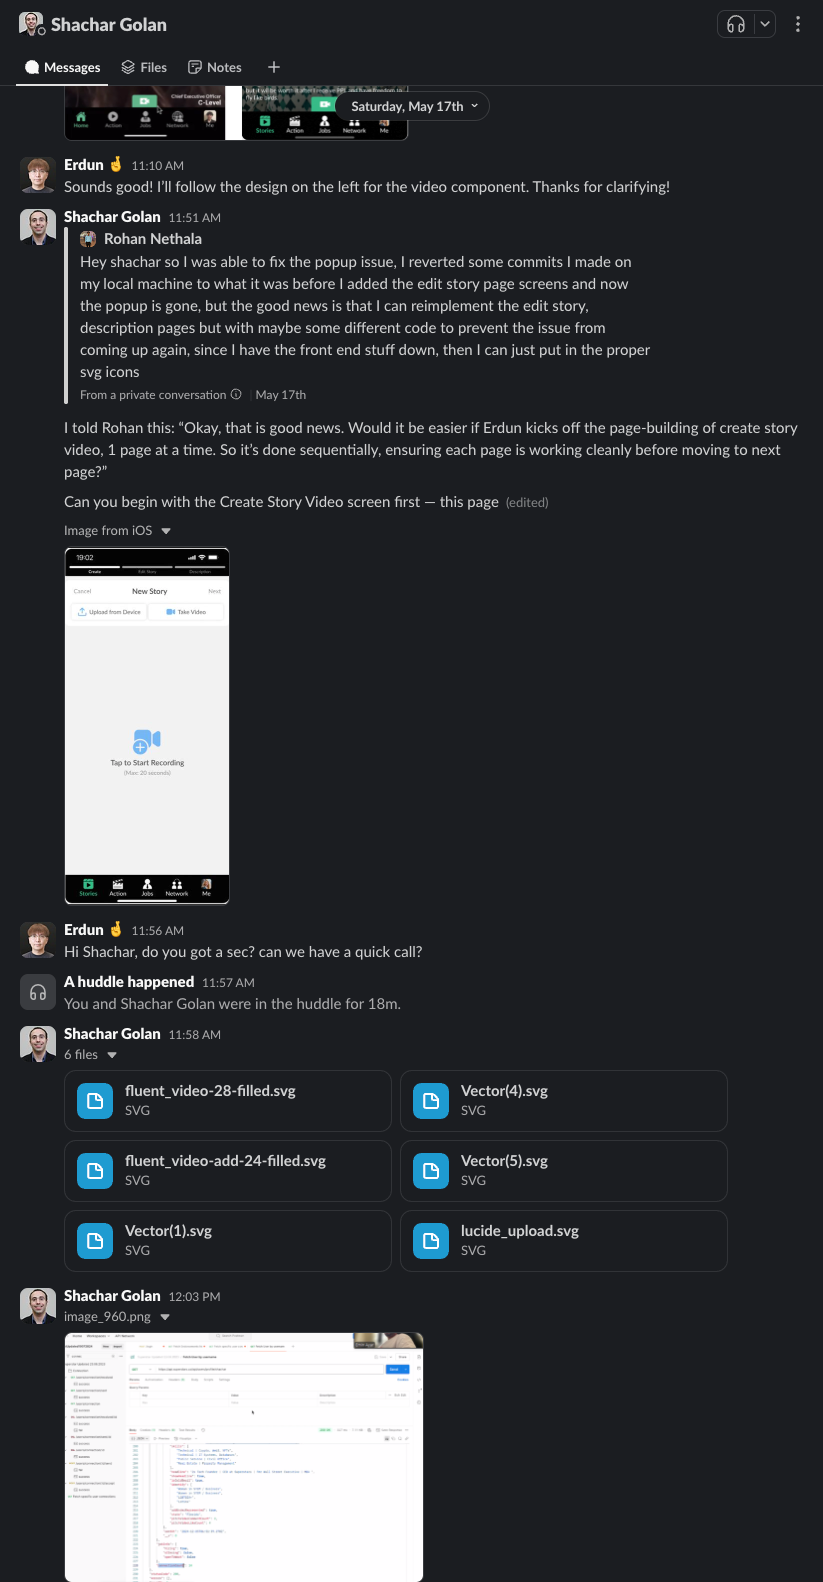 Shachar Golan
Messages
Files
Notes
Chief Executive Officer
C-Level
Home
Action
Jobs
Network
Me
fly like birds.
Stories
Action
Jobs
Network
Me
Saturday, May 17th
Erdun 🤞 11:10 AM
Sounds good! I'll follow the design on the left for the video component. Thanks for clarifying!
Shachar Golan 11:51 AM
Rohan Nethala
Hey shachar so I was able to fix the popup issue, I reverted some commits I made on
my local machine to what it was before I added the edit story page screens and now
the popup is gone, but the good news is that I can reimplement the edit story,
description pages but with maybe some different code to prevent the issue from
coming up again, since I have the front end stuff down, then I can just put in the proper
svg icons
From a private conversation May 17th
I told Rohan this: “Okay, that is good news. Would it be easier if Erdun kicks off the page-building of create story
video, 1 page at a time. So it's done sequentially, ensuring each page is working cleanly before moving to next
page?”
Can you begin with the Create Story Video screen first — this page (edited)
Image from iOS
19:02
Create
Edit Story
Description
Cancel
New Story
Next
Upload from Device
Take Video
Tap to Start Recording
(Max: 20 seconds)
Stories
Action
Jobs
Network
Me
Erdun 🤞 11:56 AM
Hi Shachar, do you got a sec? can we have a quick call?
A huddle happened 11:57 AM
You and Shachar Golan were in the huddle for 18m.
Shachar Golan 11:58 AM
6 files
fluent_video-28-filled.svg
SVG
Vector(4).svg
SVG
fluent_video-add-24-filled.svg
SVG
Vector(5).svg
SVG
Vector(1).svg
SVG
lucide_upload.svg
SVG
Shachar Golan 12:03 PM
image_960.png